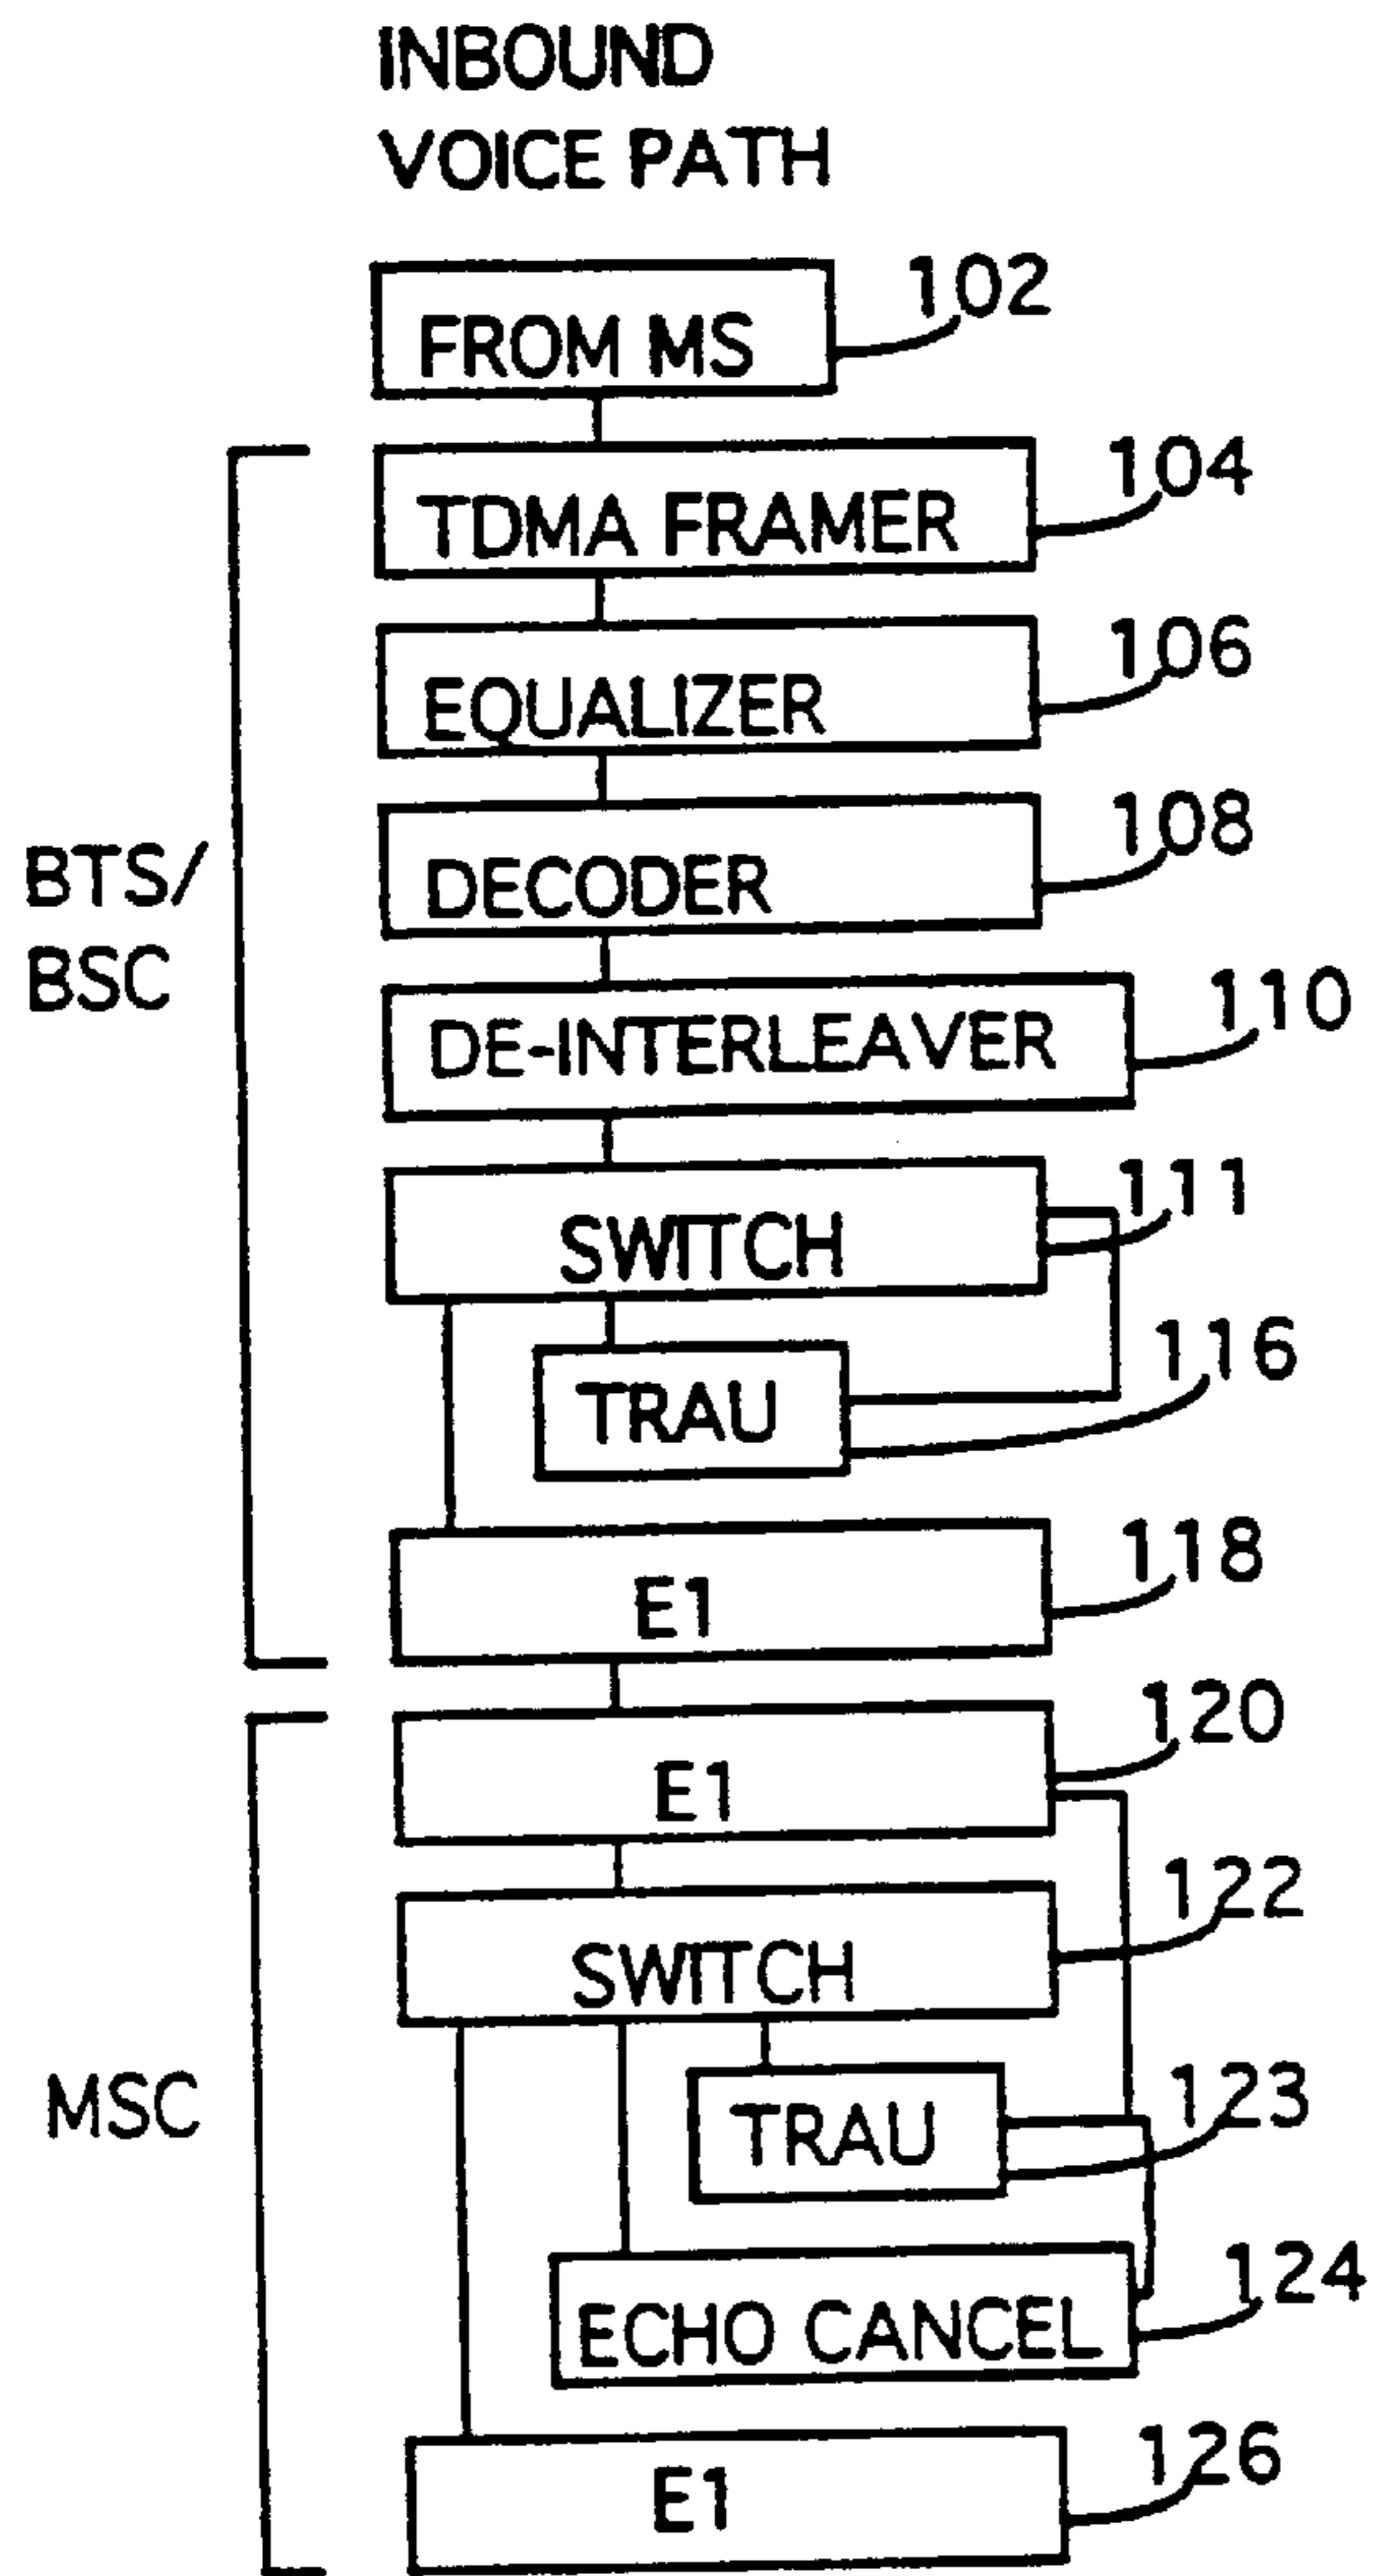 INBOUND
VOICE PATH
FROM MS
102
TDMA FRAMER
104
EQUALIZER
106
DECODER
108
BTS/
BSC
DE-INTERLEAVER
110
SWITCH
111
TRAU
116
E1
118
E1
120
SWITCH
122
MSC
TRAU
123
ECHO CANCEL
124
E1
126